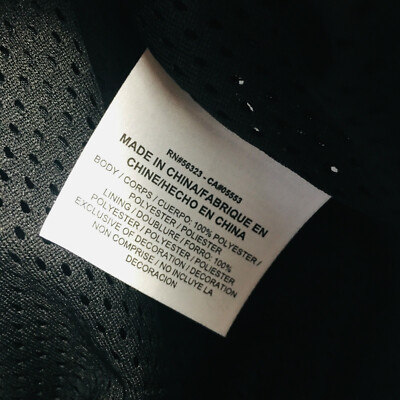 RN#56323 - CA#05553
MADE IN CHINA/FABRIQUE EN
CHINE/HECHO EN CHINA
BODY / CORPS / CUERPO: 100% POLYESTER /
POLYESTER / POLIESTER
LINING / DOUBLURE / FORRO: 100%
POLYESTER / POLYESTER / POLIESTER
EXCLUSIVE OF DECORATION / DECORATION
NON COMPRISE / NO INCLUYE LA
DECORACION